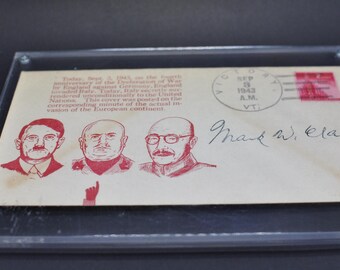 Today, Sept. 3, 1943, on the fourth
anniversary of the Declaration of War
by England against Germany, England
invaded Italy. Today, Italy secretly sur-
rendered unconditionally to the United
Nations. This cover was posted on the
corresponding minute of the actual in-
vasion of the European continent.
VICTORY
SEP
3
1943
A.M.
VT.
Mark W. Cla